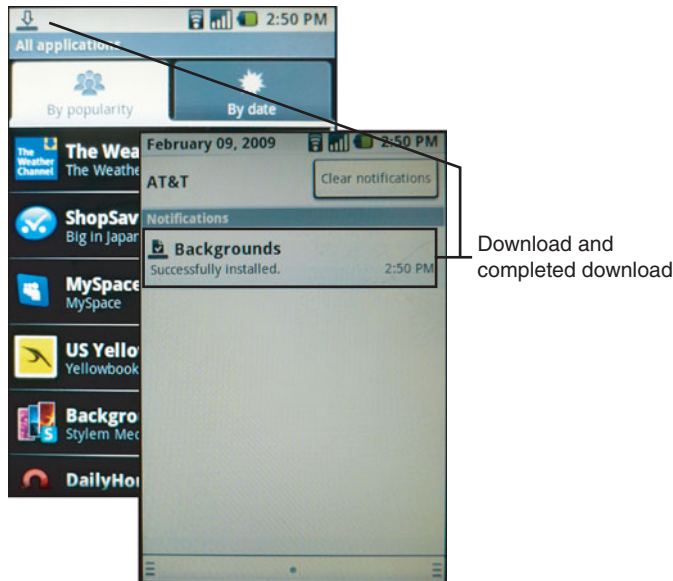 2:50 PM
All applications
By popularity
By date
The Weather Channel
The Wea
The Weathe
ShopSav
Big in Japan
MySpace
MySpace
US Yello
Yellowbook
Backgro
Stylem Med
S
DailyHor
February 09, 2009
2:50 PM
AT&T
Clear notifications
Notifications
Backgrounds
Successfully installed.
2:50 PM
Download and
completed download